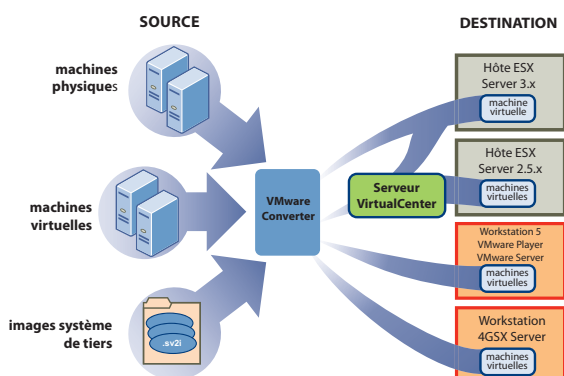 SOURCE
DESTINATION
machines
physiques
machines
virtuelles
images système
de tiers
.sv2i
VMware
Converter
Serveur
VirtualCenter
Hôte ESX
Server 3.x
machine
virtuelle
Hôte ESX
Server 2.5.x
machines
virtuelles
Workstation 5
VMware Player
VMware Server
machines
virtuelles
Workstation
4GSX Server
machines
virtuelles